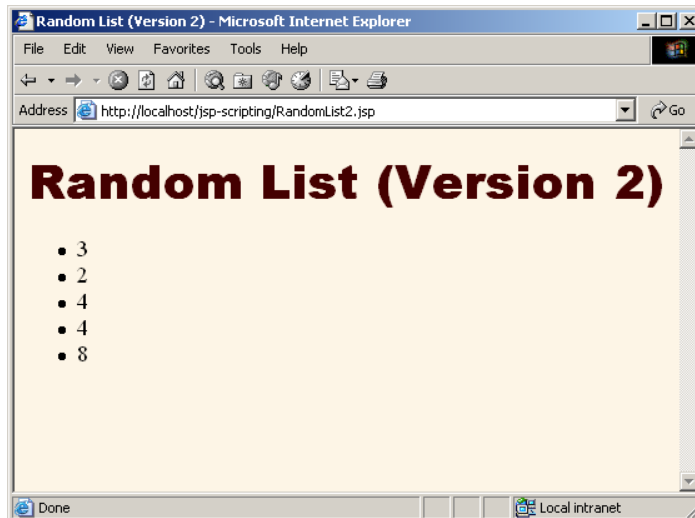 Random List (Version 2) - Microsoft Internet Explorer
File Edit View Favorites Tools Help
Address http://localhost/jsp-scripting/RandomList2.jsp Go
Random List (Version 2)
• 3
• 2
• 4
• 4
• 8
Done Local intranet